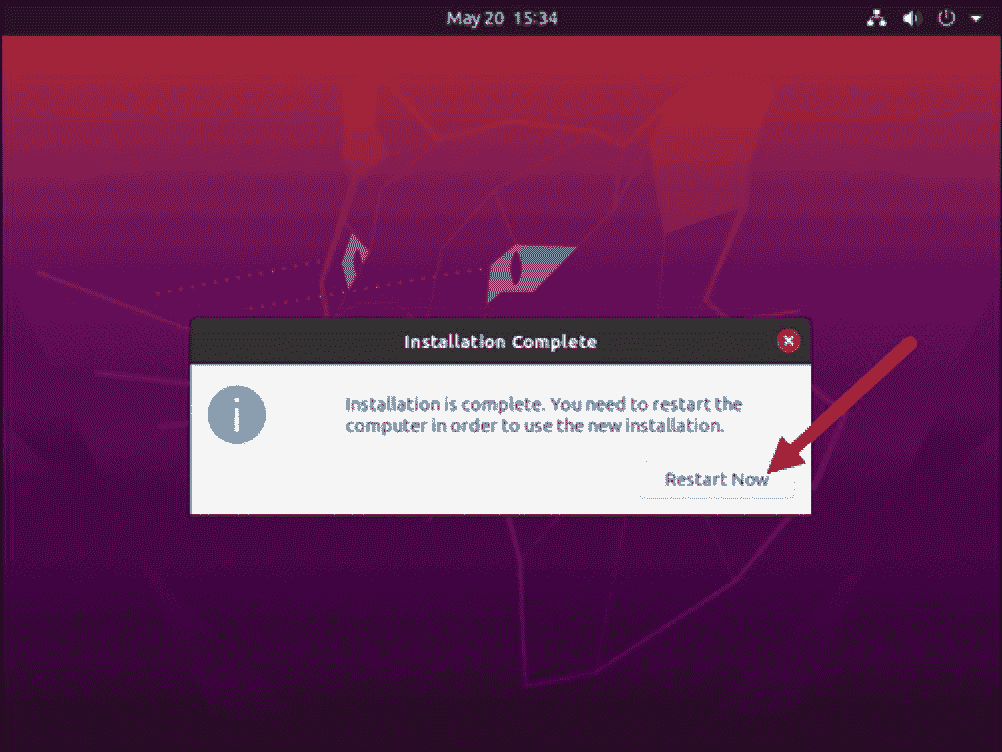 May 20 15:34
Installation Complete
Installation is complete. You need to restart the
computer in order to use the new installation.
Restart Now